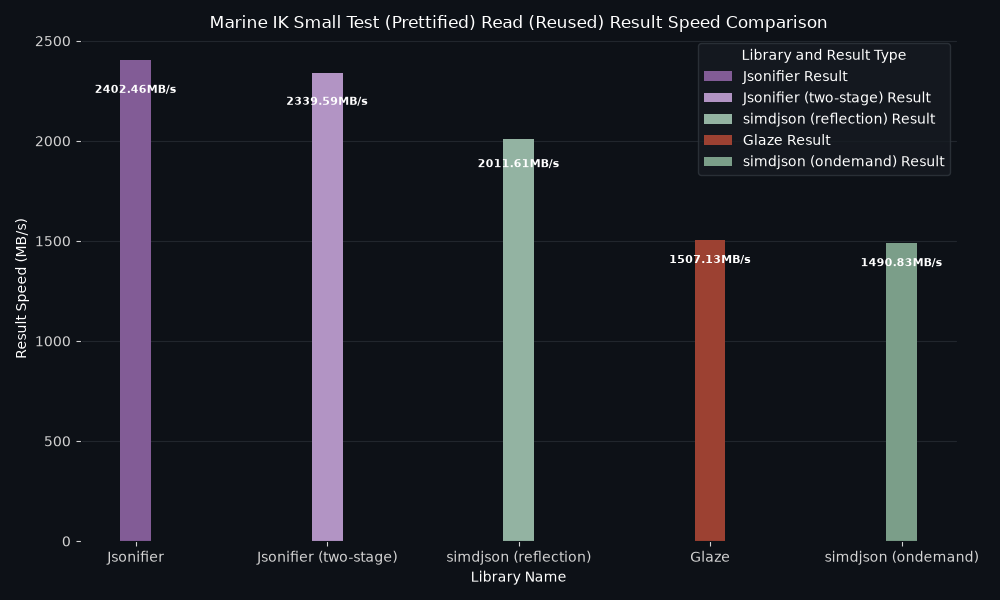 Marine IK Small Test (Prettified) Read (Reused) Result Speed Comparison
Result Speed (MB/s)
2500
2000
1500
1000
500
0
2402.46MB/s
2339.59MB/s
2011.61MB/s
1507.13MB/s
1490.83MB/s
Library and Result Type
Jsonifier Result
Jsonifier (two-stage) Result
simdjson (reflection) Result
Glaze Result
simdjson (ondemand) Result
Jsonifier
Jsonifier (two-stage)
simdjson (reflection)
Glaze
simdjson (ondemand)
Library Name